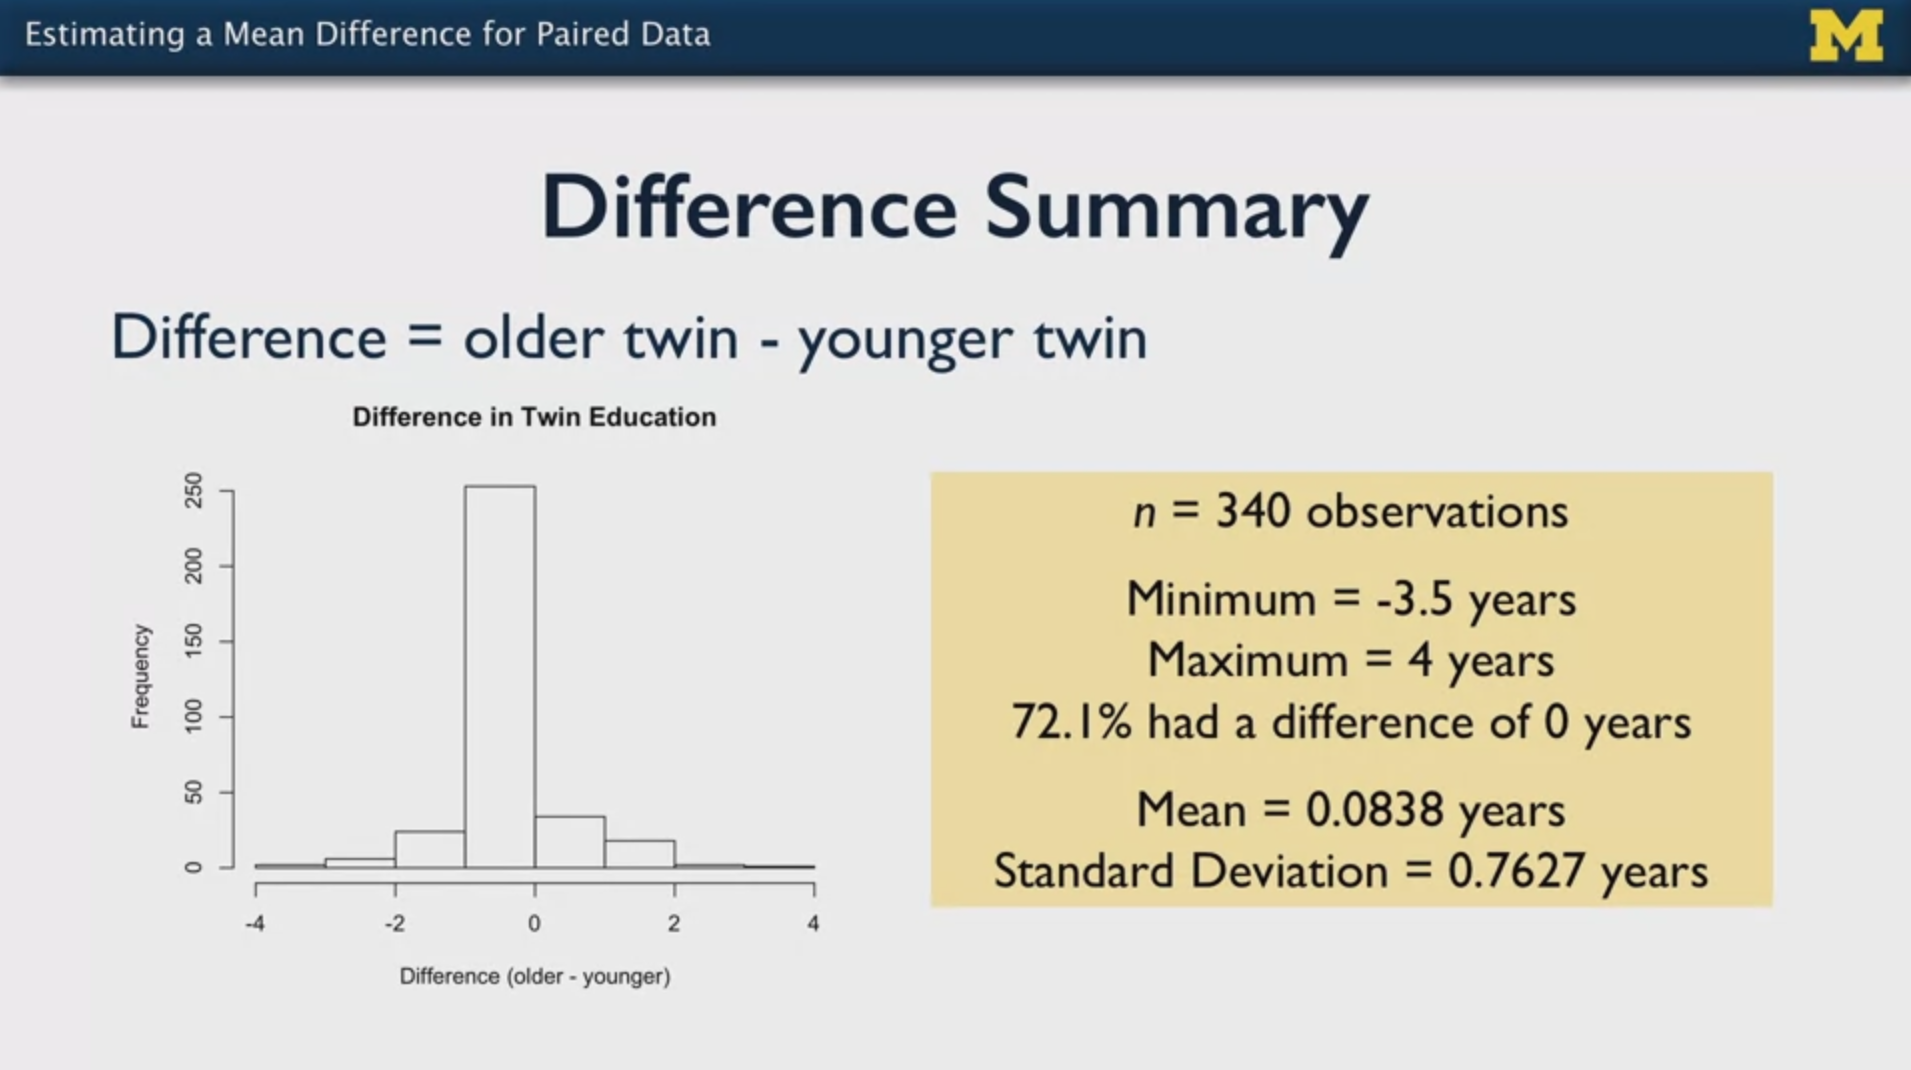 Estimating a Mean Difference for Paired Data
M
Difference Summary
Difference = older twin - younger twin
Difference in Twin Education
250
200
150
100
50
0
Frequency
-4 -2 0 2 4
Difference (older - younger)
n = 340 observations
Minimum = -3.5 years
Maximum = 4 years
72.1% had a difference of 0 years
Mean = 0.0838 years
Standard Deviation = 0.7627 years